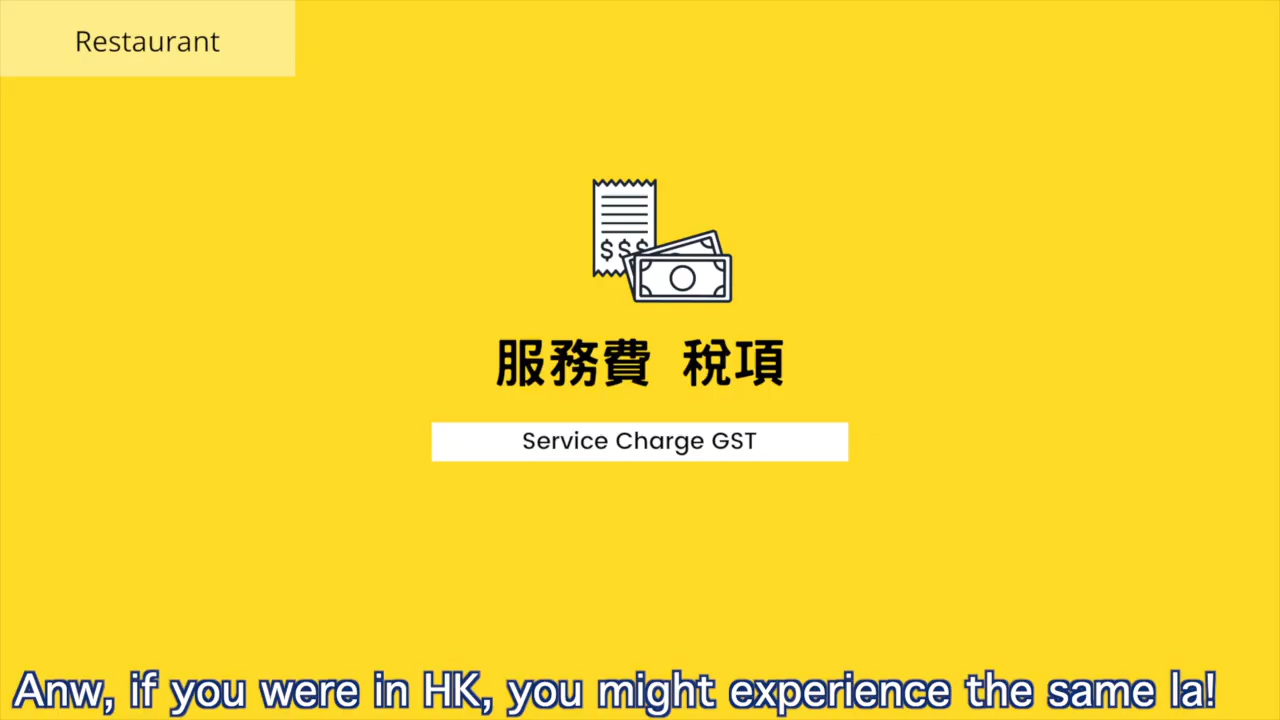 Restaurant
$$$
服務費 稅項
Service Charge GST
Anw, if you were in HK, you might experience the same la!